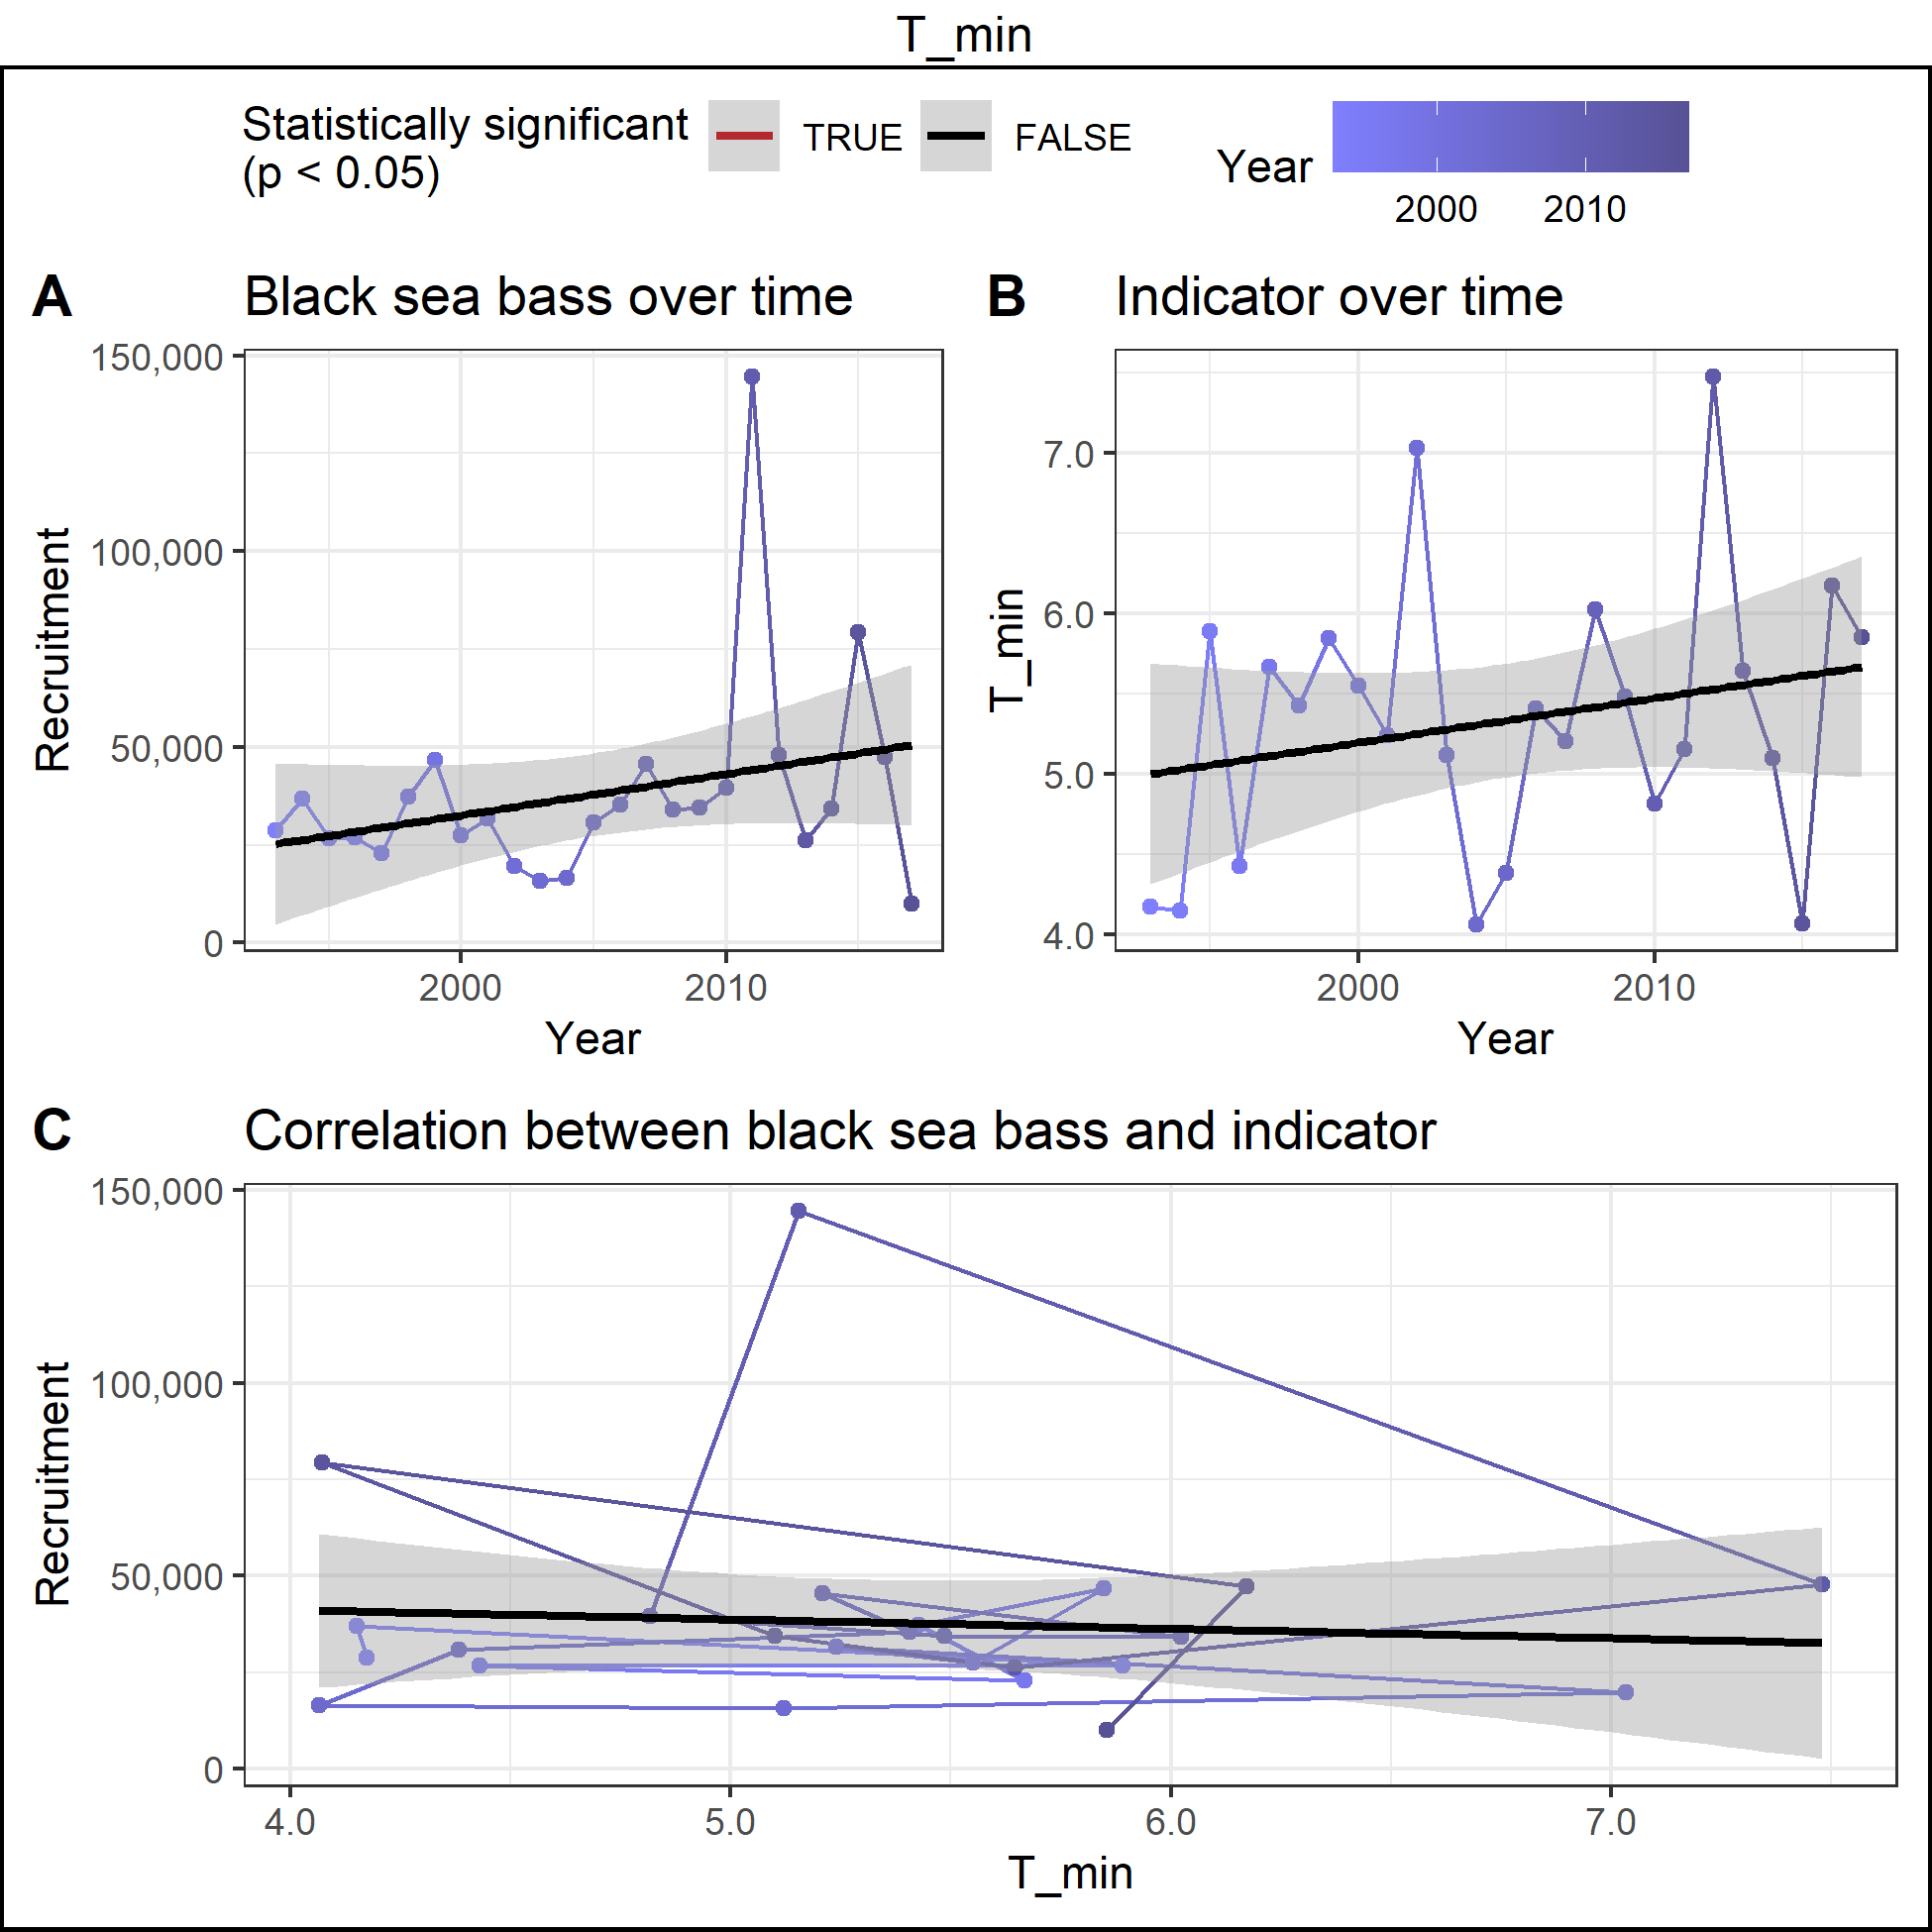 T_min
Statistically significant
(p < 0.05)
TRUE
FALSE
Year
2000
2010
A
Black sea bass over time
150,000
100,000
50,000
0
Recruitment
2000
2010
Year
B
Indicator over time
7.0
6.0
5.0
4.0
T_min
2000
2010
Year
C
Correlation between black sea bass and indicator
150,000
100,000
50,000
0
Recruitment
4.0
5.0
6.0
7.0
T_min